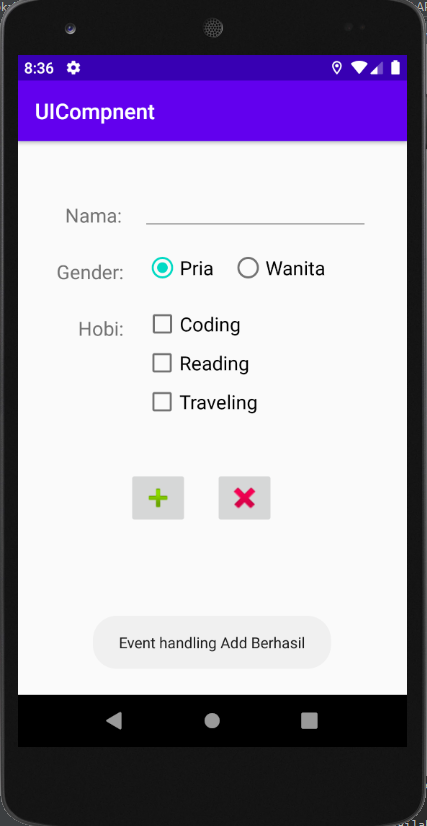 8:36
UICompnent
Nama:
Gender: Pria Wanita
Hobi: Coding
Reading
Traveling
Event handling Add Berhasil